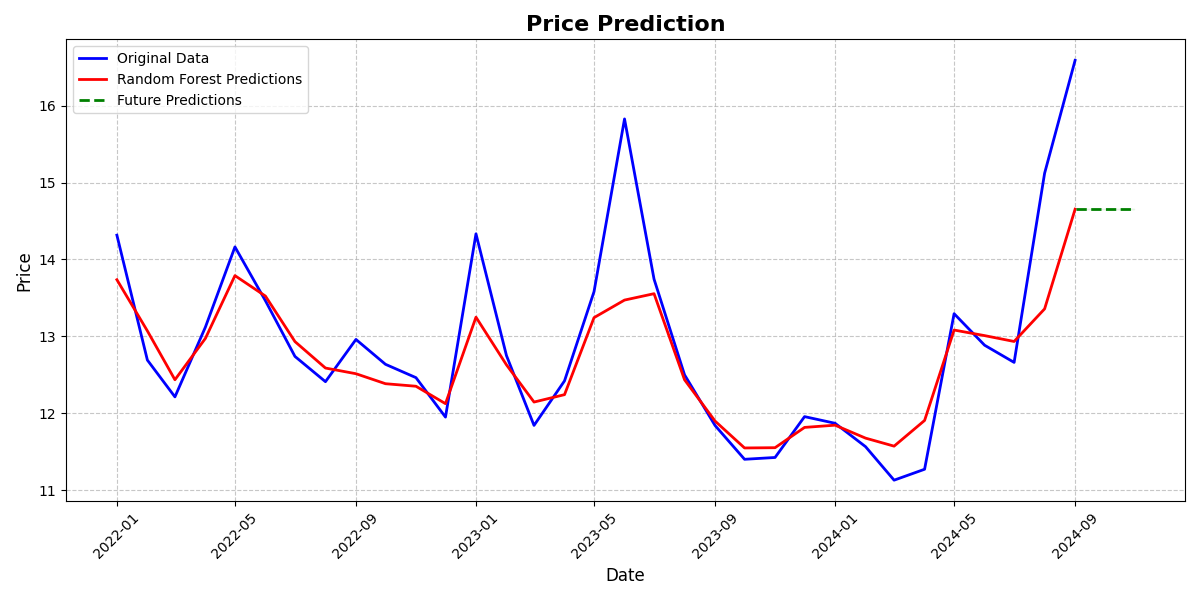 Price Prediction
Original Data
Random Forest Predictions
Future Predictions
Price
16
15
14
13
12
11
2022-01
2022-05
2022-09
2023-01
2023-05
2023-09
2024-01
2024-05
2024-09
Date